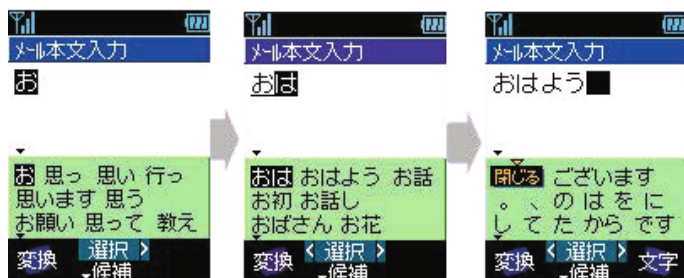 メール本文入力
お
お 思っ 思い 行っ
思います 思う
お願い 思って 教え
変換 選択
候補
メール本文入力
おは
おは おはよう お話
お初 お話し
おばさん お花
変換 選択
候補
メール本文入力
おはよう
閉じる ございます
。 、 の は を に
し て た から です
変換 選択 文字
候補